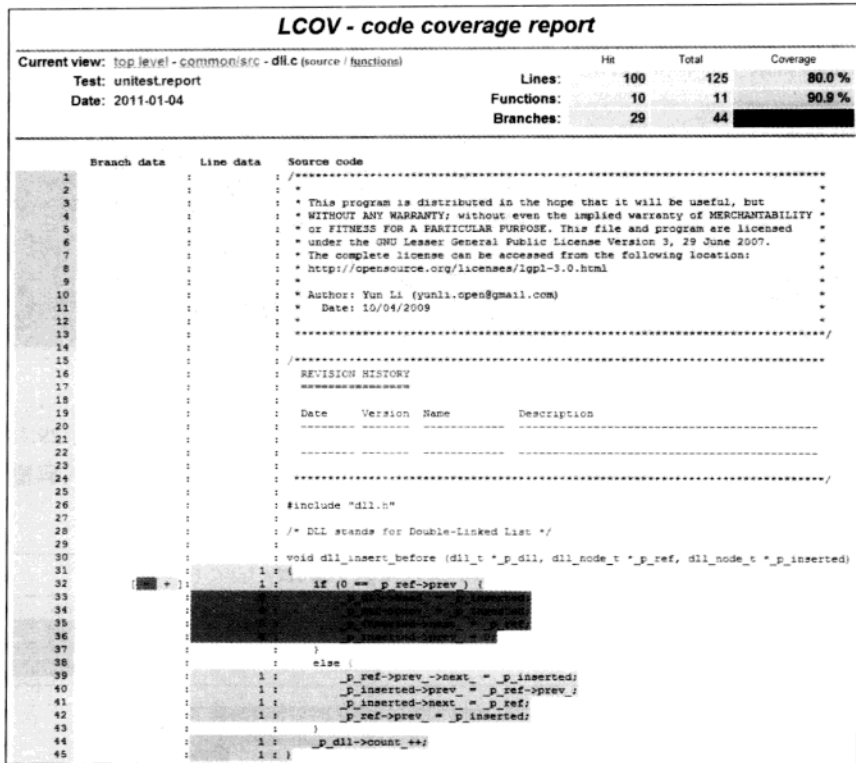 LCOV - code coverage report
Current view: top level - common/src - dll.c (source / functions)
Test: unitest.report
Date: 2011-01-04
Hit Total Coverage
Lines: 100 125 80.0 %
Functions: 10 11 90.9 %
Branches: 29 44
Branch data Line data Source code
1 : : /*******************************************************************************
2 : : * *
3 : : * This program is distributed in the hope that it will be useful, but *
4 : : * WITHOUT ANY WARRANTY; without even the implied warranty of MERCHANTABILITY *
5 : : * or FITNESS FOR A PARTICULAR PURPOSE. This file and program are licensed *
6 : : * under the GNU Lesser General Public License Version 3, 29 June 2007. *
7 : : * The complete license can be accessed from the following location: *
8 : : * http://opensource.org/licenses/lgpl-3.0.html *
9 : : * *
10 : : * Author: Yun Li (yunli.open@gmail.com) *
11 : : * Date: 10/04/2009 *
12 : : * *
13 : : *******************************************************************************/
14 : :
15 : : /*******************************************************************************
16 : : REVISION HISTORY
17 : : ================
18 : :
19 : : Date Version Name Description
20 : : -------- ------- ------------ --------------------------------------------
21 : :
22 : : -------- ------- ------------ --------------------------------------------
23 : :
24 : : *******************************************************************************/
25 : :
26 : : #include "dll.h"
27 : :
28 : : /* DLL stands for Double-Linked List */
29 : :
30 : : void dll_insert_before (dll_t *_p_dll, dll_node_t *_p_ref, dll_node_t *_p_inserted)
31 : 1 : {
32 [ - + ]: 1 : if (0 == _p_ref->prev_) {
33 :
34 :
35 :
36 :
37 : : }
38 : : else {
39 : 1 : _p_ref->prev_->next_ = _p_inserted;
40 : 1 : _p_inserted->prev_ = _p_ref->prev_;
41 : 1 : _p_inserted->next_ = _p_ref;
42 : 1 : _p_ref->prev_ = _p_inserted;
43 : : }
44 : 1 : _p_dll->count_++;
45 : 1 : }